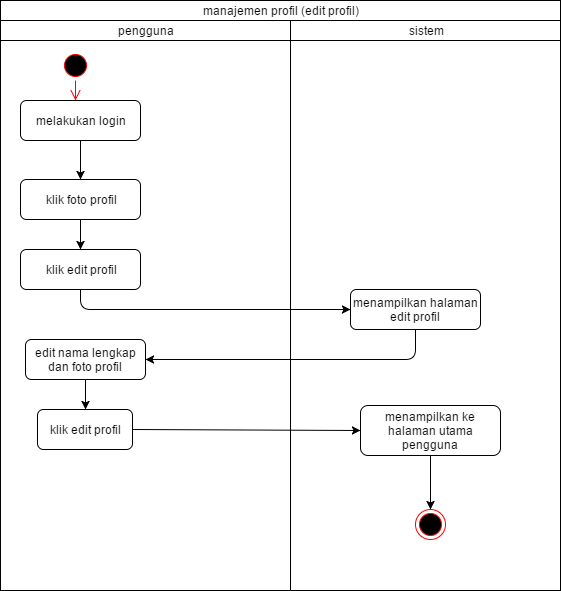 manajemen profil (edit profil)
pengguna
sistem
melakukan login
klik foto profil
klik edit profil
menampilkan halaman
edit profil
edit nama lengkap
dan foto profil
klik edit profil
menampilkan ke
halaman utama
pengguna